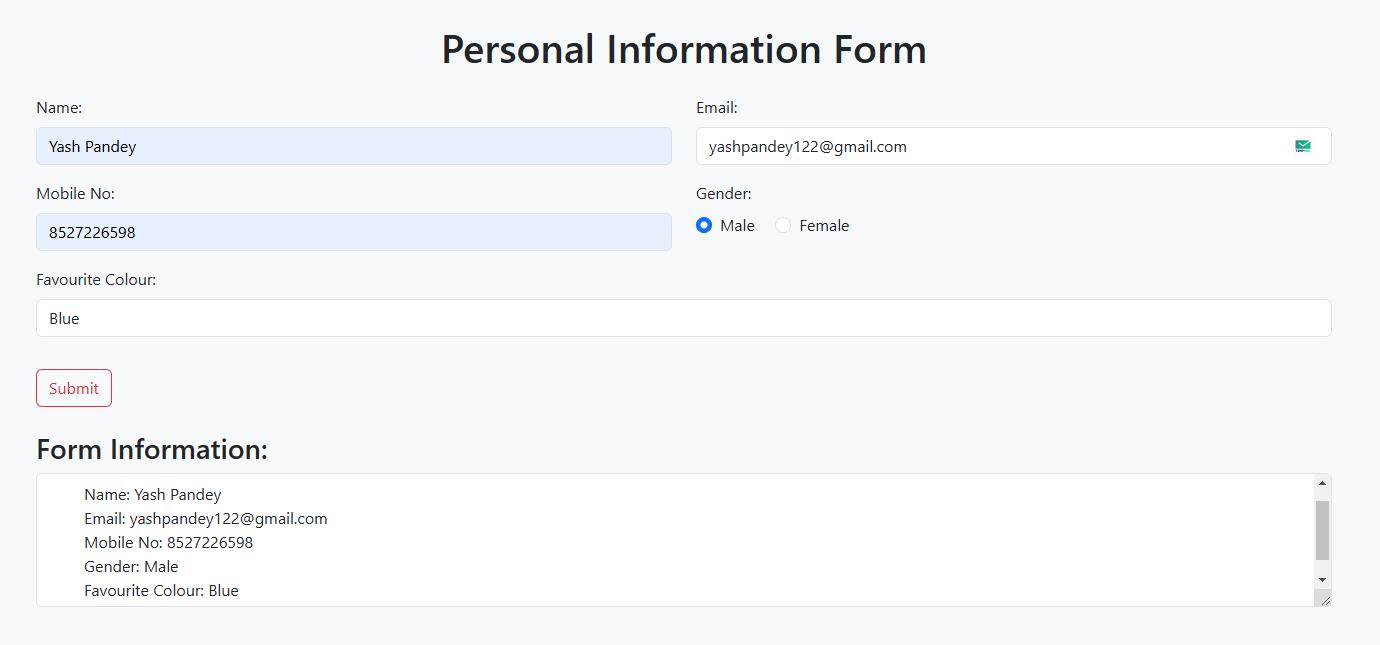 Personal Information Form
Name:
Email:
Yash Pandey
yashpandey122@gmail.com
Mobile No:
Gender:
8527226598
Male
Female
Favourite Colour:
Blue
Submit
Form Information:
Name: Yash Pandey
Email: yashpandey122@gmail.com
Mobile No: 8527226598
Gender: Male
Favourite Colour: Blue